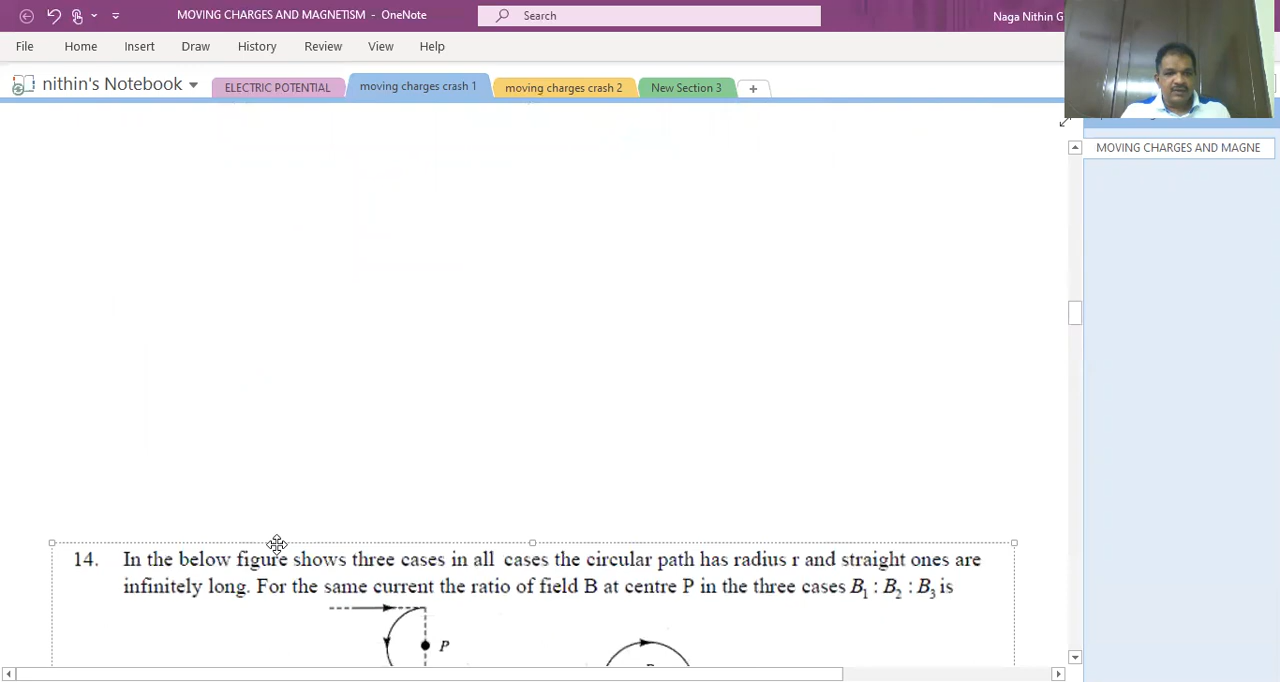 MOVING CHARGES AND MAGNETISM - OneNote
Search
Naga Nithin G
File Home Insert Draw History Review View Help
nithin's Notebook
ELECTRIC POTENTIAL
moving charges crash 1
moving charges crash 2
New Section 3
MOVING CHARGES AND MAGNE
14. In the below figure shows three cases in all cases the circular path has radius r and straight ones are
infinitely long. For the same current the ratio of field B at centre P in the three cases B₁ : B₂ : B₃ is
P